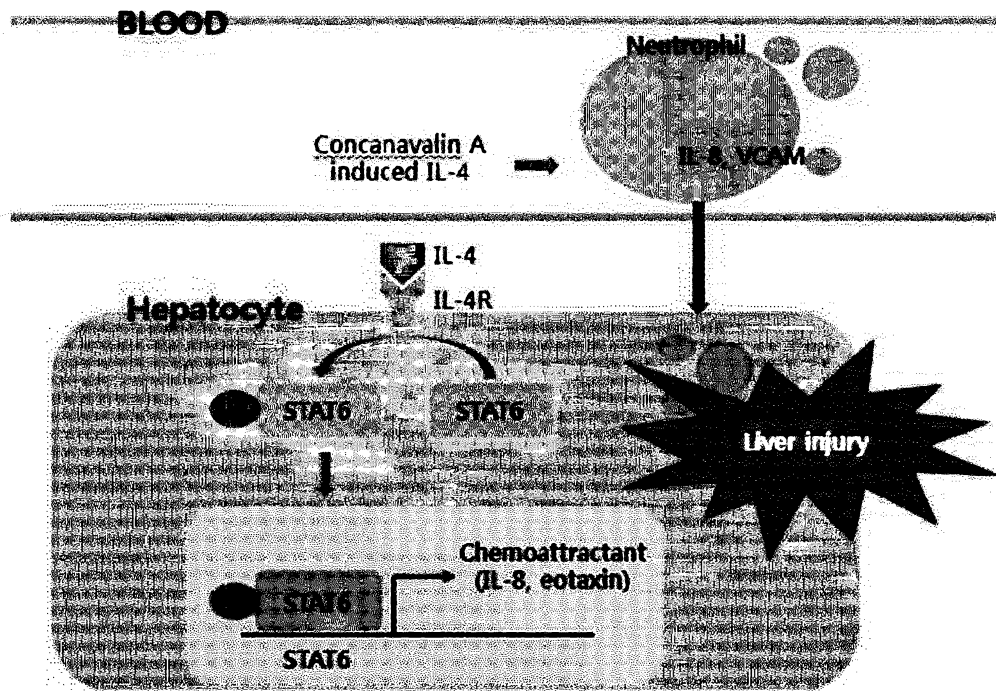 BLOOD
Neutrophil
Concanavalin A
induced IL-4
IL-8, VCAM
IL-4
IL-4R
Hepatocyte
STAT6
STAT6
Liver injury
Chemoattractant
(IL-8, eotaxin)
STAT6
STAT6